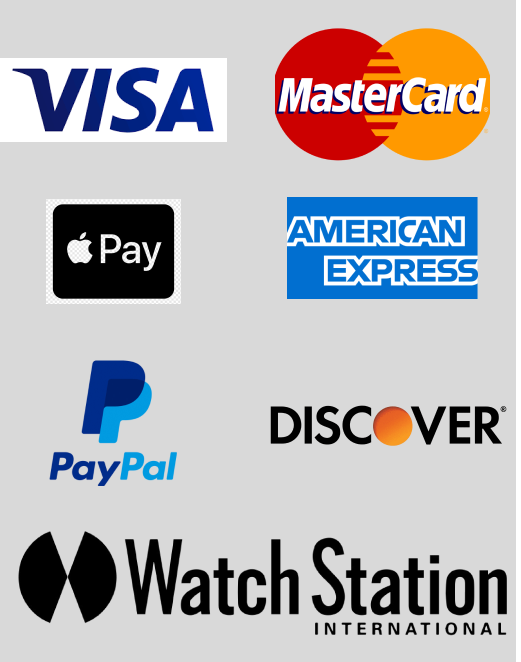 VISA
MasterCard
Pay
AMERICAN
EXPRESS
PayPal
DISCOVER®
Watch Station
INTERNATIONAL